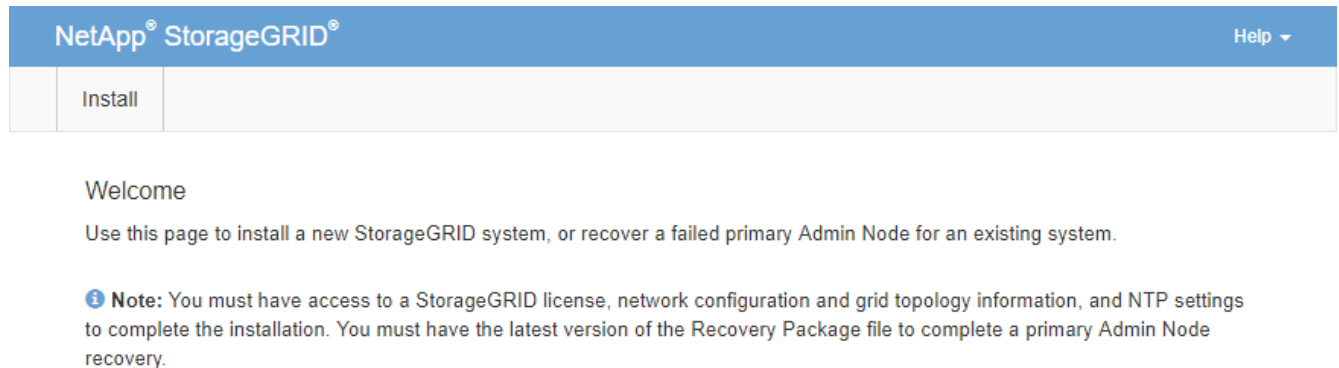 NetApp® StorageGRID®
Help
Install
Welcome
Use this page to install a new StorageGRID system, or recover a failed primary Admin Node for an existing system.
Note: You must have access to a StorageGRID license, network configuration and grid topology information, and NTP settings
to complete the installation. You must have the latest version of the Recovery Package file to complete a primary Admin Node
recovery.